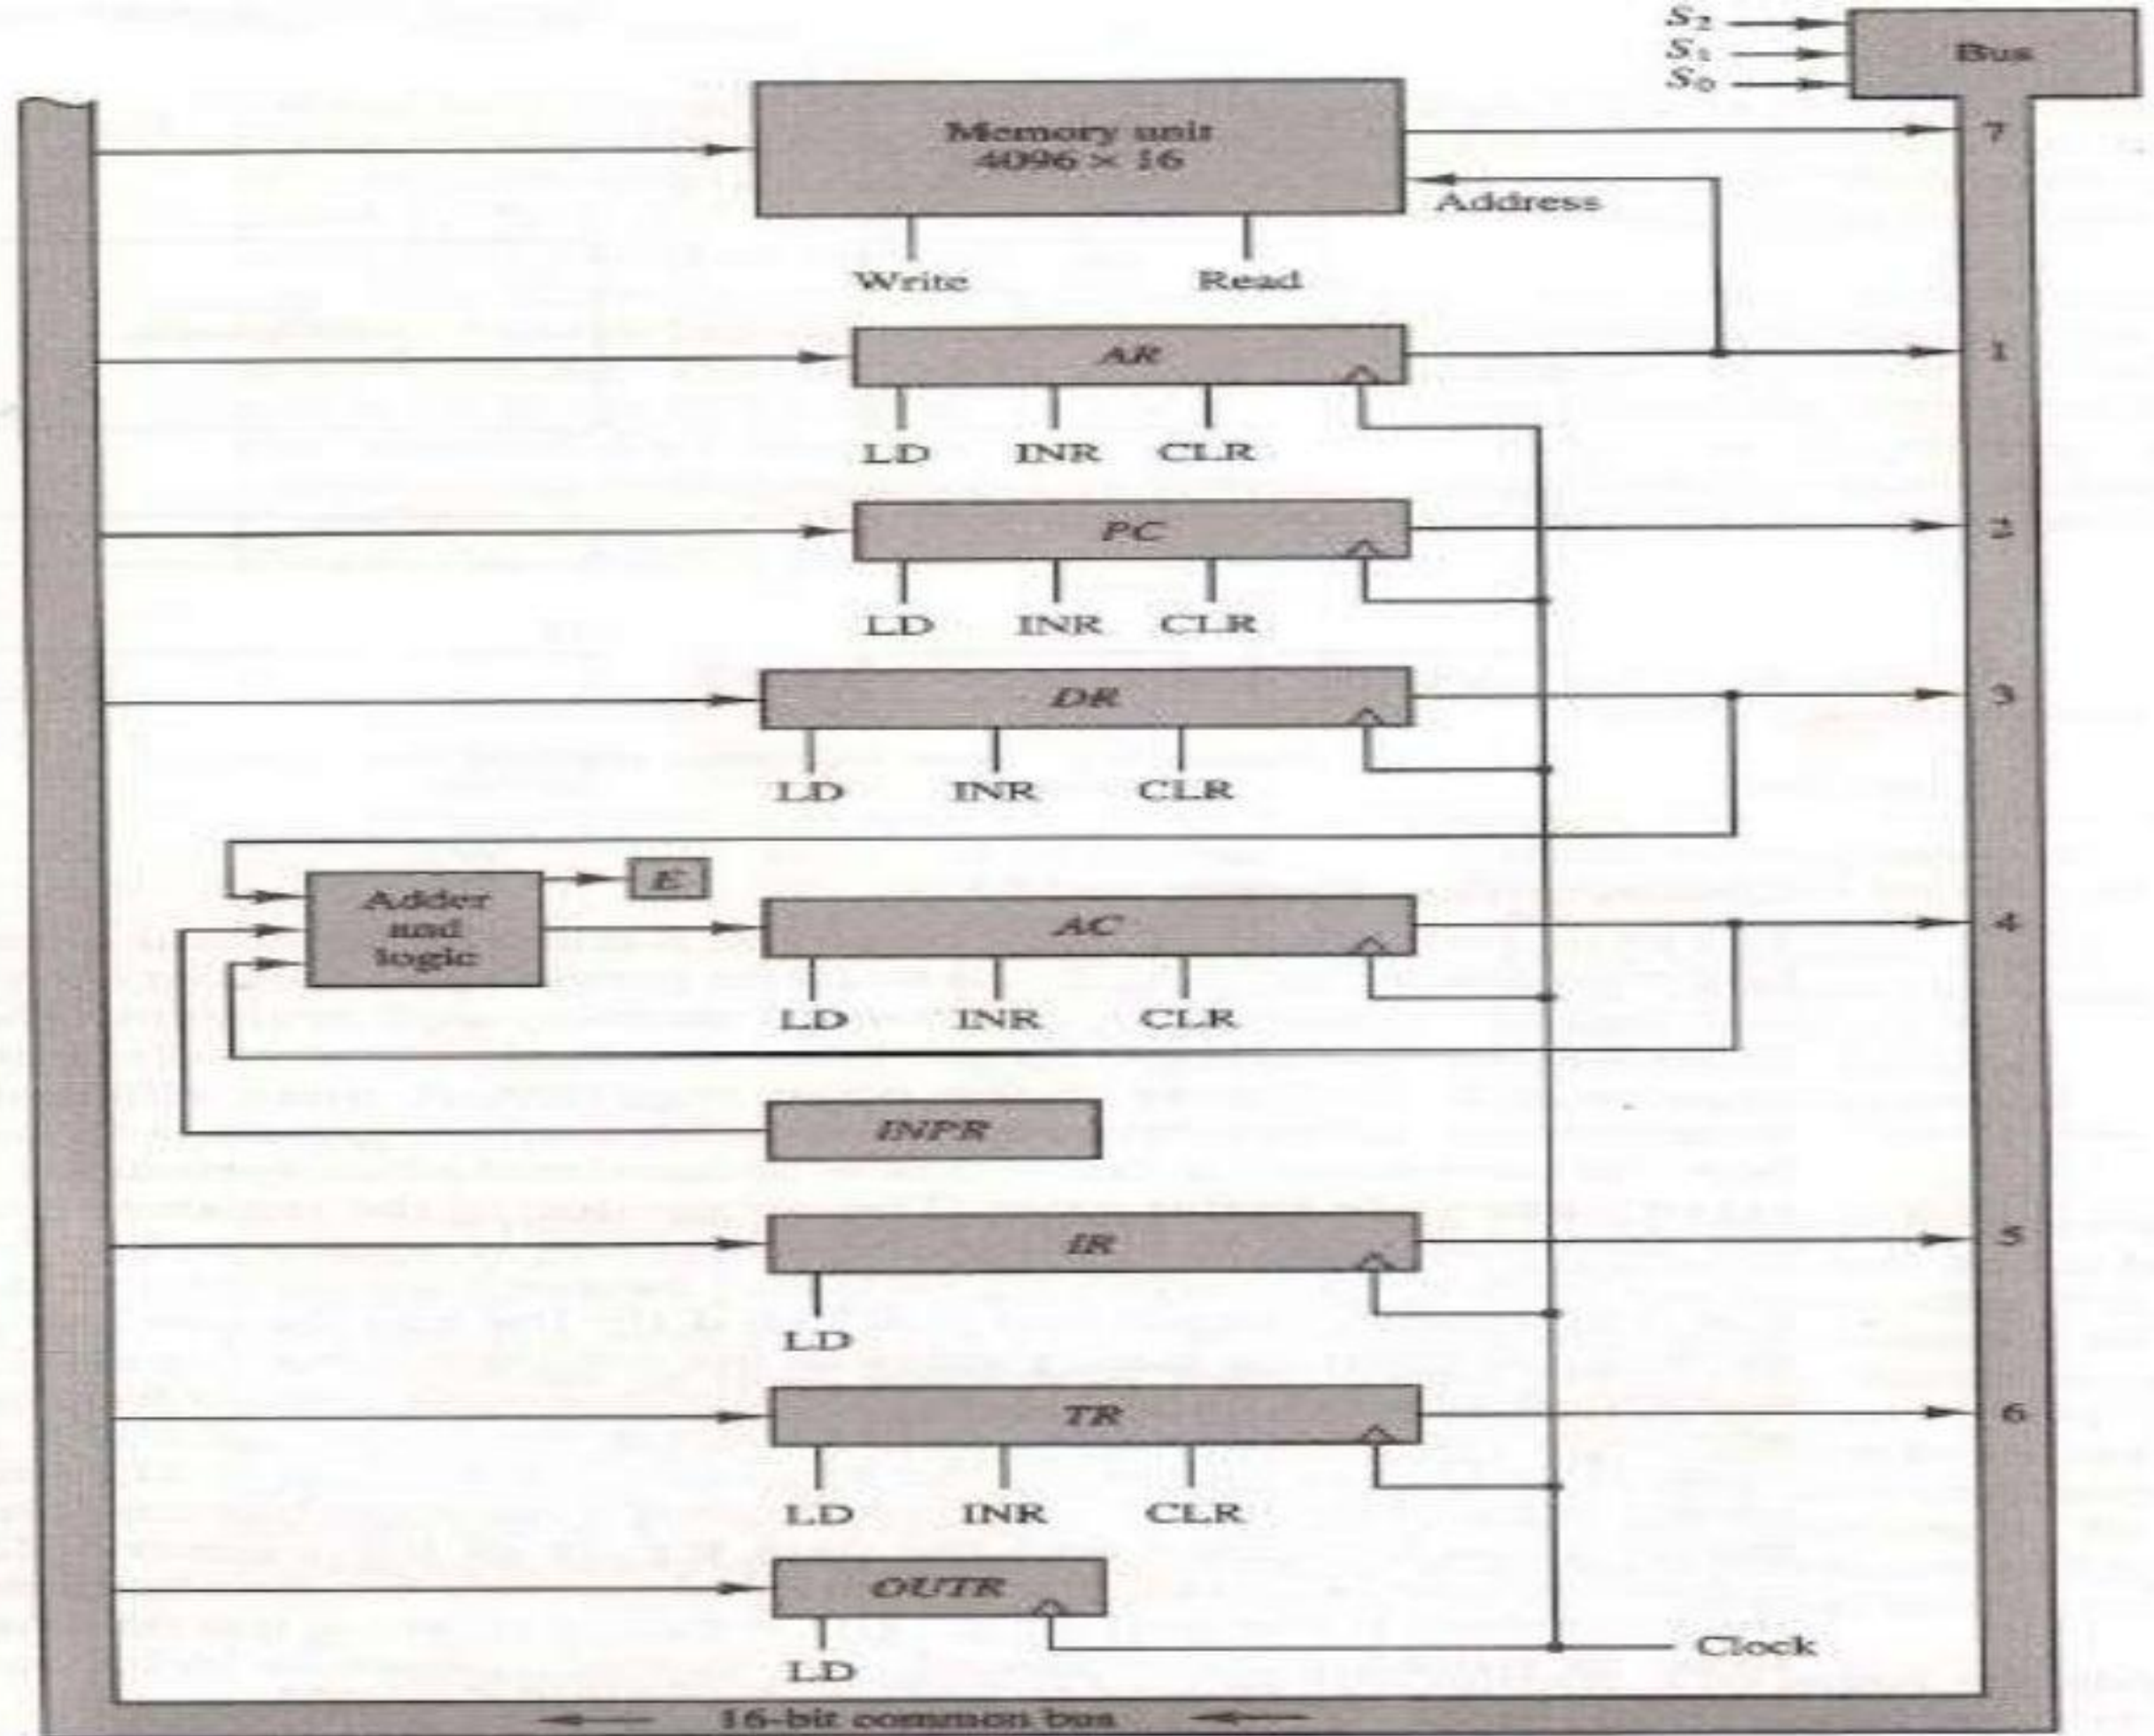 S₂
S₁
S₀
Bus
Memory unit
4096 × 16
7
Address
Write Read
AR
1
LD INR CLR
PC
2
LD INR CLR
DR
3
LD INR CLR
Adder
and
logic
E
AC
4
LD INR CLR
INPR
IR
5
LD
TR
6
LD INR CLR
OUTR
LD
Clock
16-bit common bus